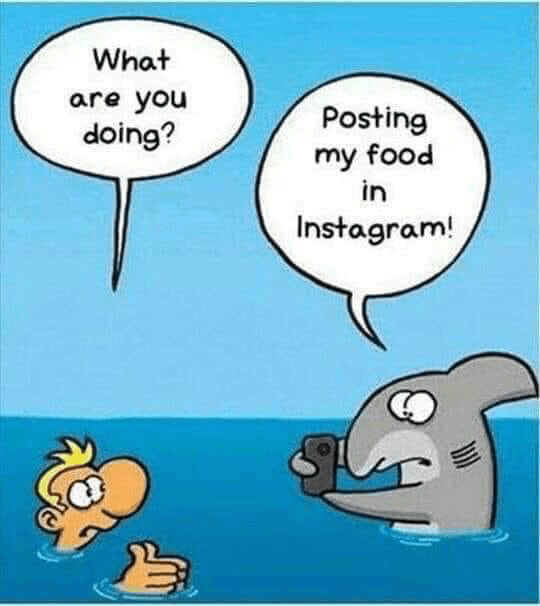 What
are you
doing?
Posting
my food
in
Instagram!